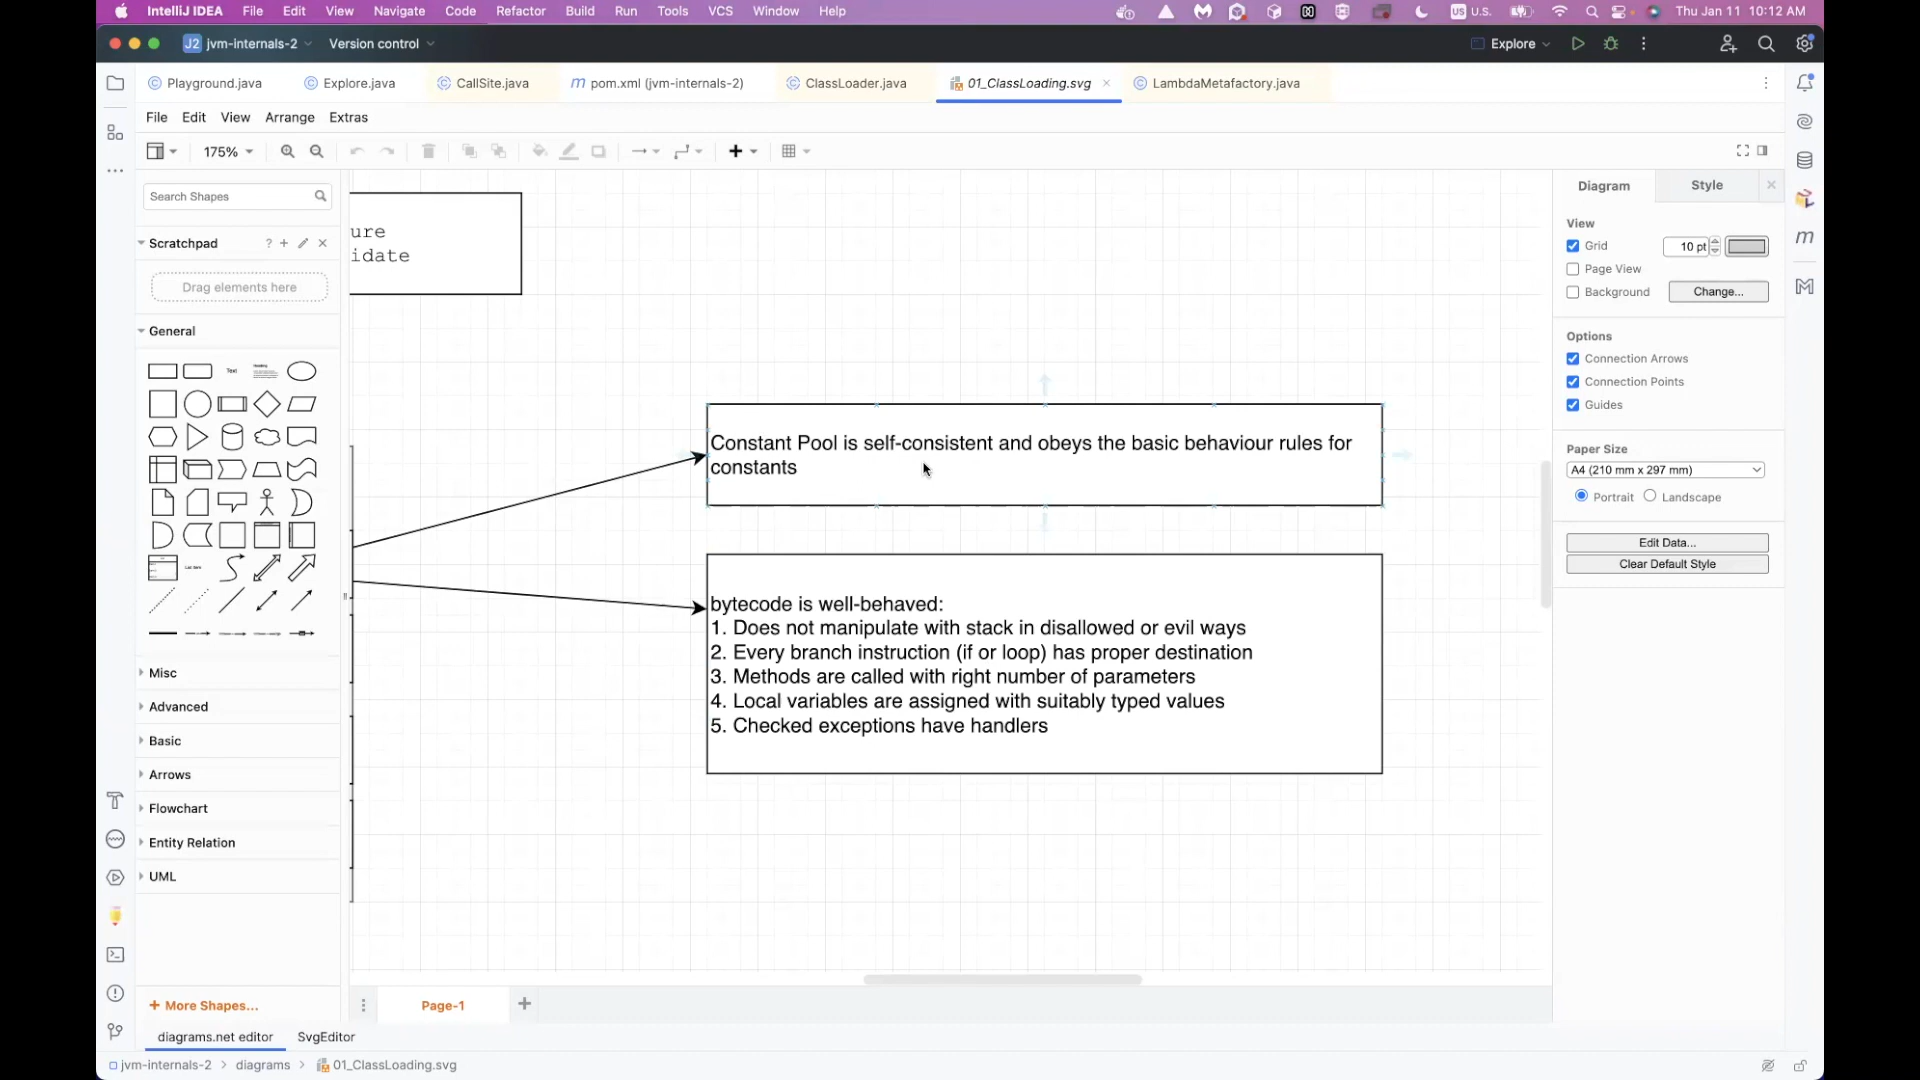 IntelliJ IDEA File Edit View Navigate Code Refactor Build Run Tools VCS Window Help U.S. Thu Jan 11 10:12 AM
J2 jvm-internals-2 Version control Explore
Playground.java Explore.java CallSite.java pom.xml (jvm-internals-2) ClassLoader.java 01_ClassLoading.svg LambdaMetafactory.java
File Edit View Arrange Extras
175%
Search Shapes
Scratchpad
Drag elements here
General
Text
Heading
List Item
Misc
Advanced
Basic
Arrows
Flowchart
Entity Relation
UML
+ More Shapes...
ure
idate
Constant Pool is self-consistent and obeys the basic behaviour rules for
constants
bytecode is well-behaved:
1. Does not manipulate with stack in disallowed or evil ways
2. Every branch instruction (if or loop) has proper destination
3. Methods are called with right number of parameters
4. Local variables are assigned with suitably typed values
5. Checked exceptions have handlers
Diagram Style
View
Grid 10 pt
Page View
Background Change...
Options
Connection Arrows
Connection Points
Guides
Paper Size
A4 (210 mm x 297 mm)
Portrait Landscape
Edit Data...
Clear Default Style
Page-1
diagrams.net editor SvgEditor
jvm-internals-2 > diagrams > 01_ClassLoading.svg